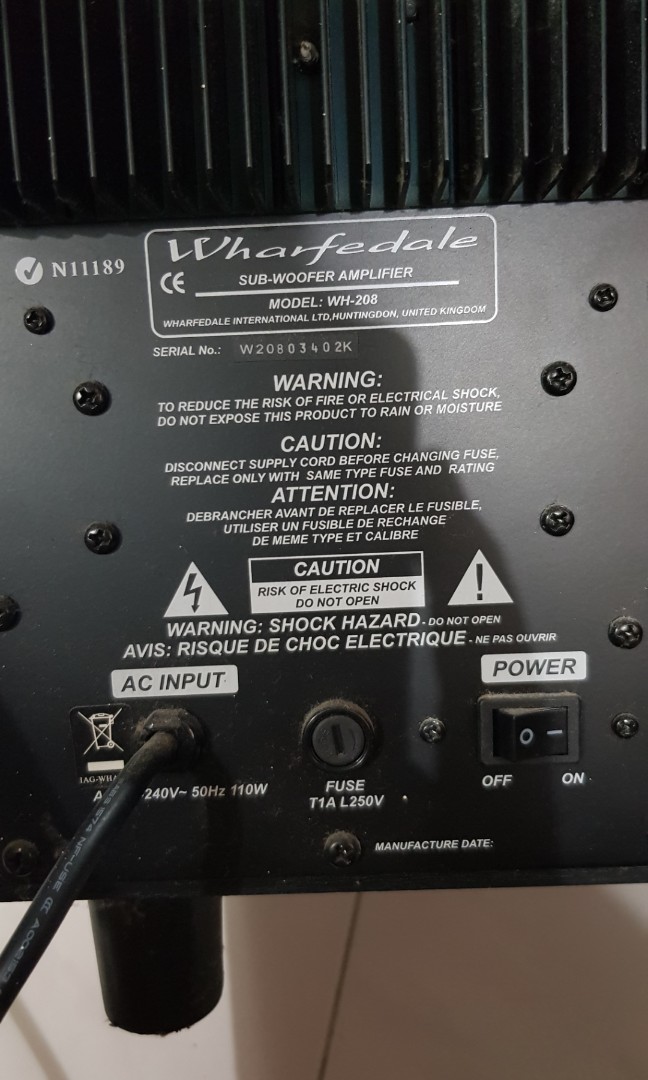 Wharfedale
N11189
CE
SUB-WOOFER AMPLIFIER
MODEL: WH-208
WHARFEDALE INTERNATIONAL LTD,HUNTINGDON, UNITED KINGDOM
SERIAL No.: W20803402K
WARNING:
TO REDUCE THE RISK OF FIRE OR ELECTRICAL SHOCK,
DO NOT EXPOSE THIS PRODUCT TO RAIN OR MOISTURE
CAUTION:
DISCONNECT SUPPLY CORD BEFORE CHANGING FUSE,
REPLACE ONLY WITH SAME TYPE FUSE AND RATING
ATTENTION:
DEBRANCHER AVANT DE REPLACER LE FUSIBLE,
UTILISER UN FUSIBLE DE RECHANGE
DE MEME TYPE ET CALIBRE
CAUTION
RISK OF ELECTRIC SHOCK
DO NOT OPEN
WARNING: SHOCK HAZARD - DO NOT OPEN
AVIS: RISQUE DE CHOC ELECTRIQUE - NE PAS OUVRIR
AC INPUT
POWER
OFF ON
FUSE
T1A L250V
240V~ 50Hz 110W
MANUFACTURE DATE: